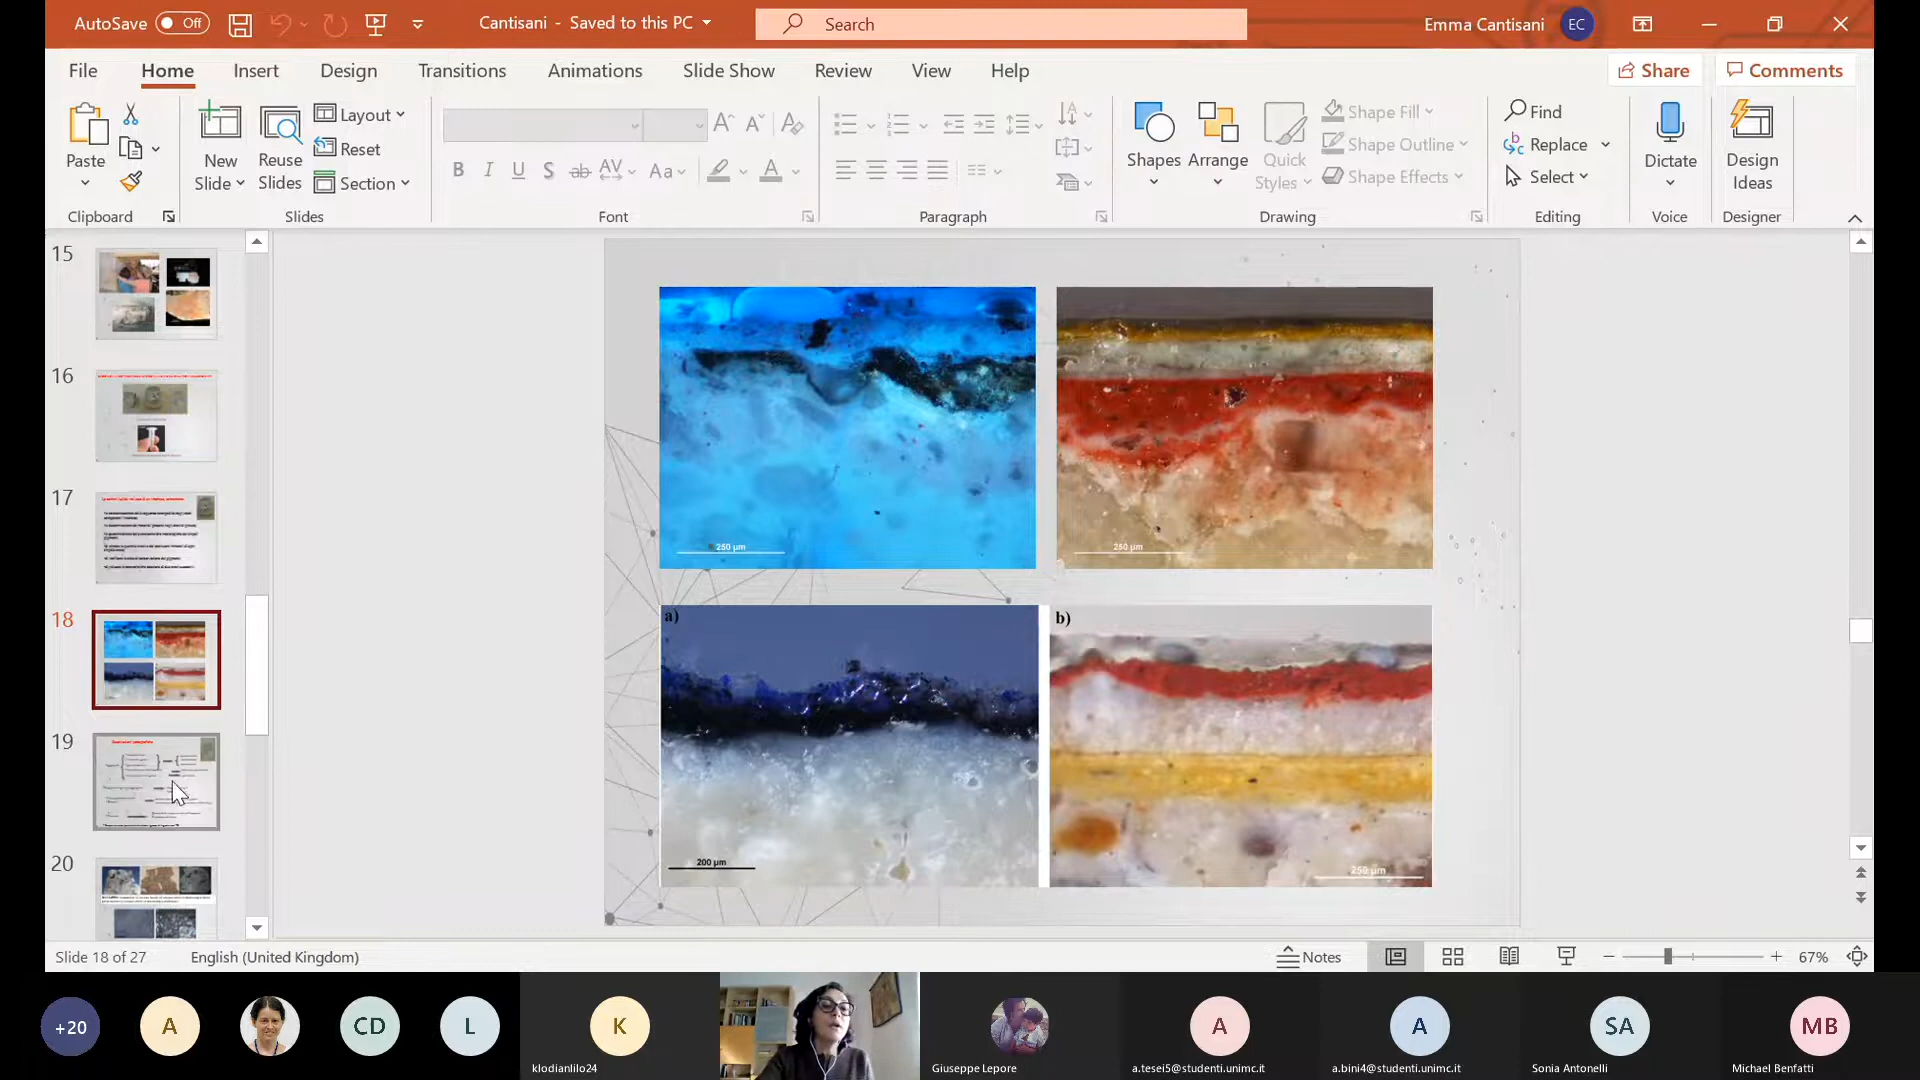 AutoSave Off
Cantisani - Saved to this PC
Search
Emma Cantisani EC
File Home Insert Design Transitions Animations Slide Show Review View Help
Share Comments
Paste
New Slide
Reuse Slides
Layout
Reset
Section
B I U S ab AV Aa A
Shapes
Arrange
Quick Styles
Shape Fill
Shape Outline
Shape Effects
Find
Replace
Select
Dictate
Design Ideas
Clipboard Slides Font Paragraph Drawing Editing Voice Designer
15
16
17
18
19
20
250 µm
250 µm
a)
b)
200 µm
250 µm
Slide 18 of 27 English (United Kingdom)
Notes
67%
+20
A
CD
L
K
A
A
SA
MB
klodianlilo24
Giuseppe Lepore
a.tesei5@studenti.unimc.it
a.bini4@studenti.unimc.it
Sonia Antonelli
Michael Benfatti